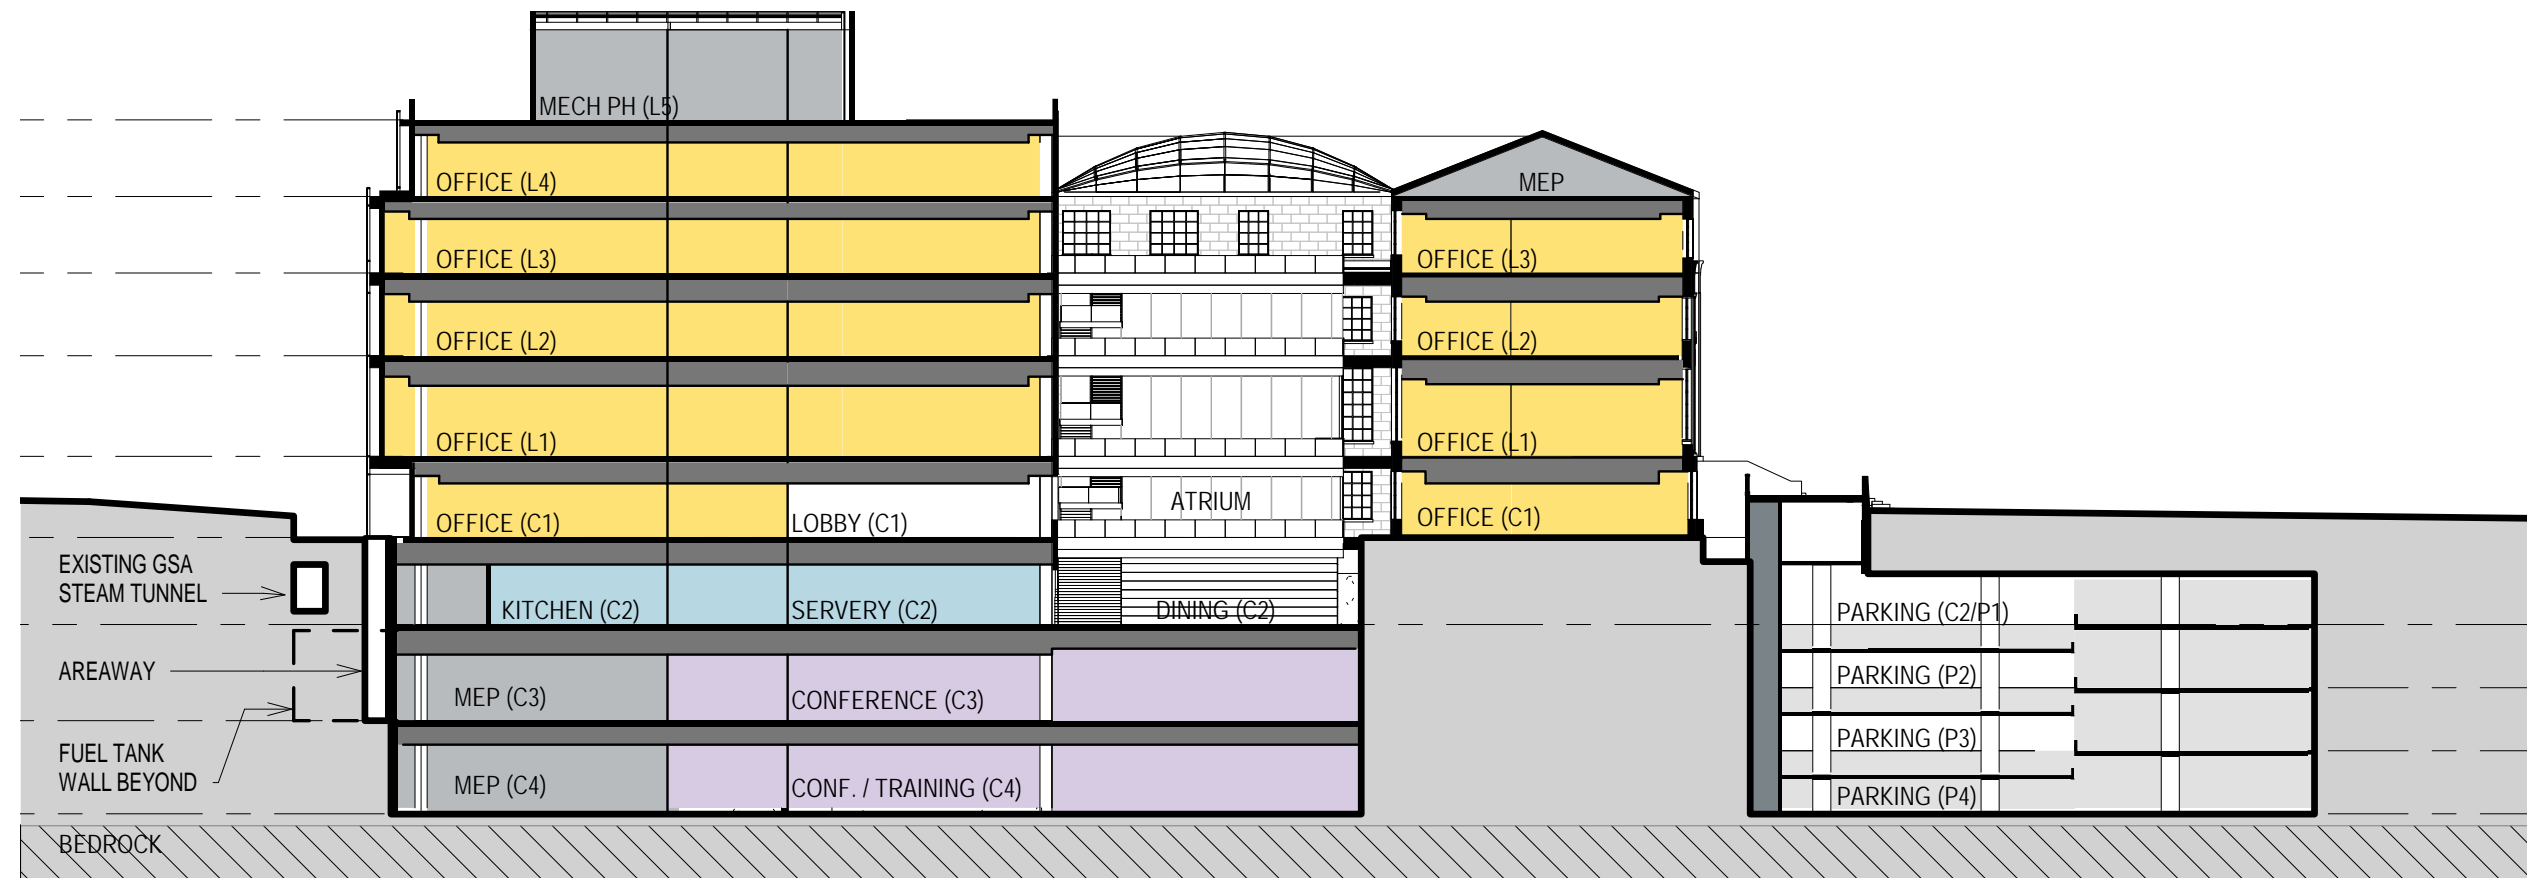 MECH PH (L5)
OFFICE (L4)
MEP
OFFICE (L3)
OFFICE (L3)
OFFICE (L2)
OFFICE (L2)
OFFICE (L1)
OFFICE (L1)
ATRIUM
OFFICE (C1)
LOBBY (C1)
OFFICE (C1)
EXISTING GSA
STEAM TUNNEL
KITCHEN (C2)
SERVERY (C2)
DINING (C2)
PARKING (C2/P1)
AREAWAY
MEP (C3)
CONFERENCE (C3)
PARKING (P2)
PARKING (P3)
FUEL TANK
WALL BEYOND
MEP (C4)
CONF. / TRAINING (C4)
PARKING (P4)
BEDROCK